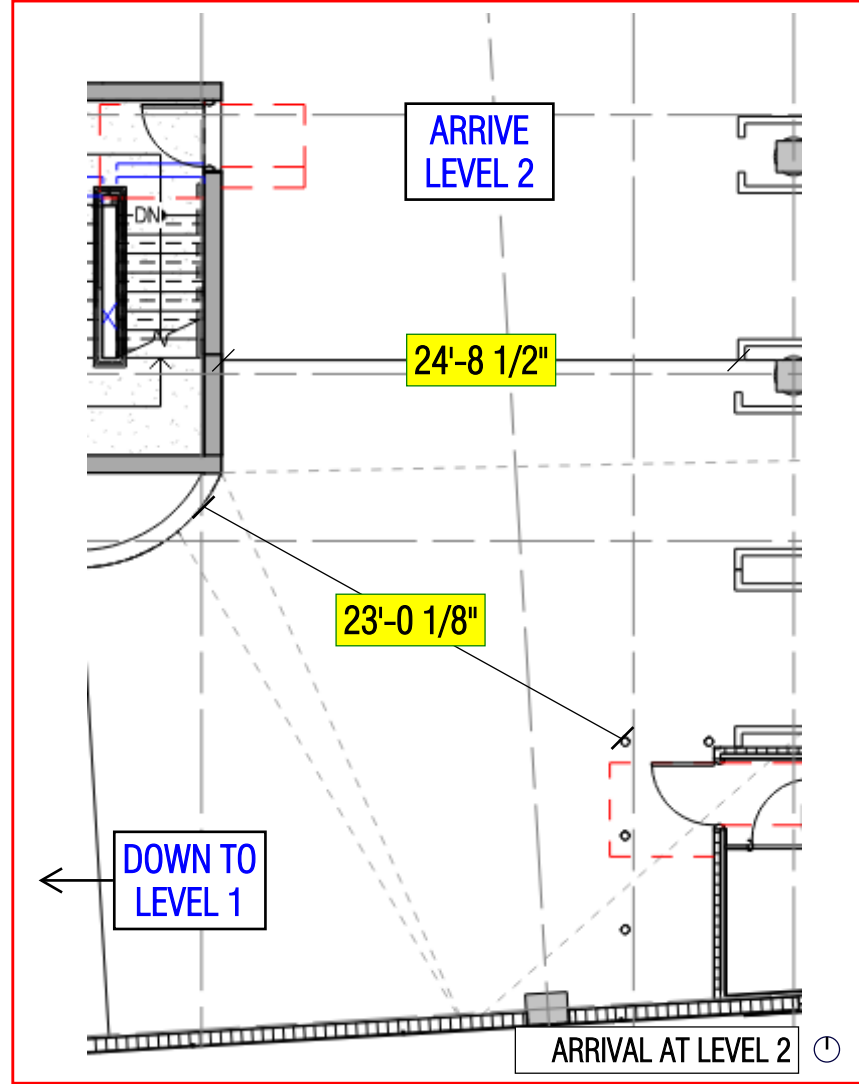 ARRIVE
LEVEL 2
DN
24'-8 1/2"
23'-0 1/8"
DOWN TO
LEVEL 1
ARRIVAL AT LEVEL 2